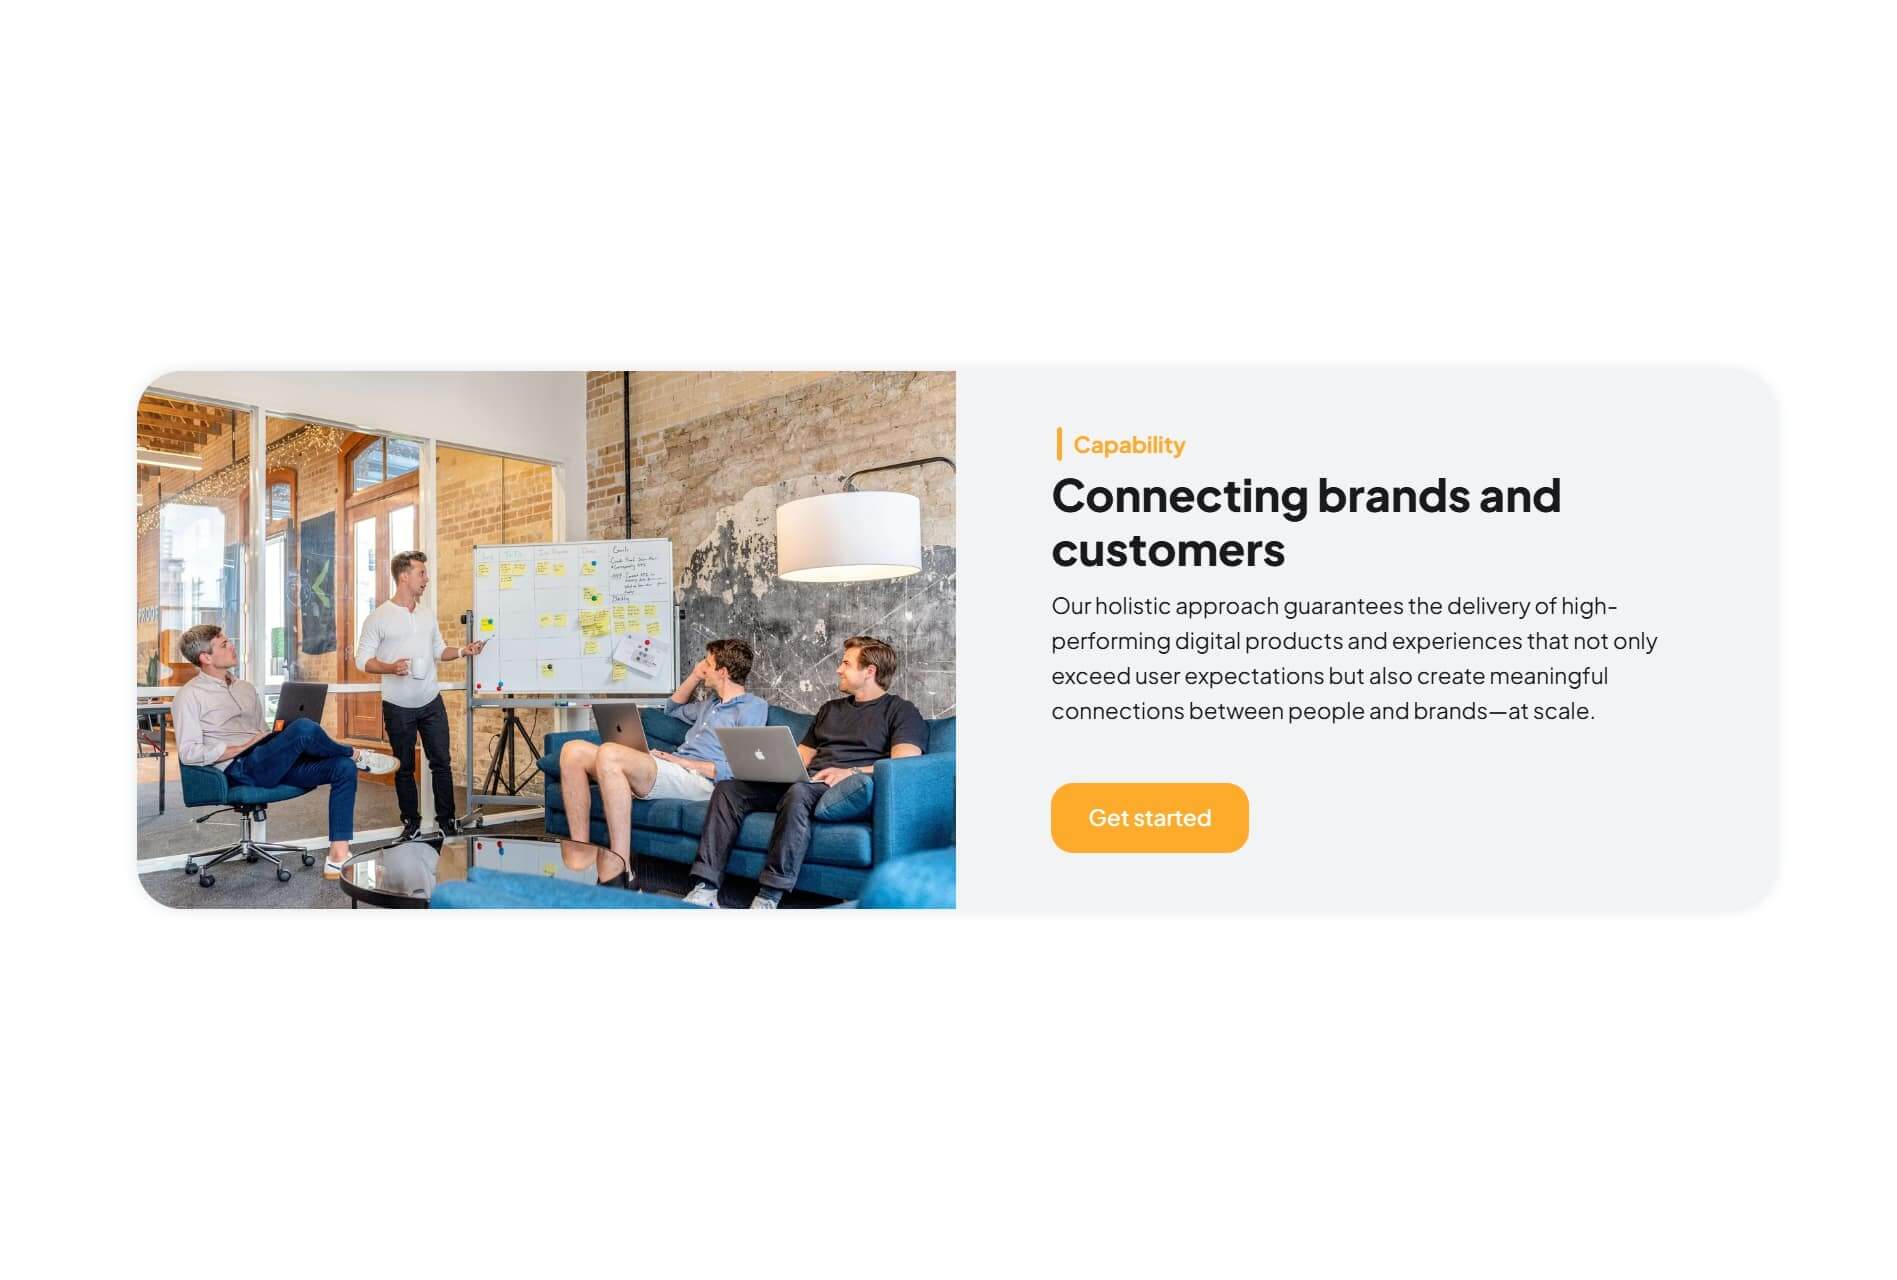 Capability
Connecting brands and
customers
Our holistic approach guarantees the delivery of high-
performing digital products and experiences that not only
exceed user expectations but also create meaningful
connections between people and brands—at scale.
Get started
Goals